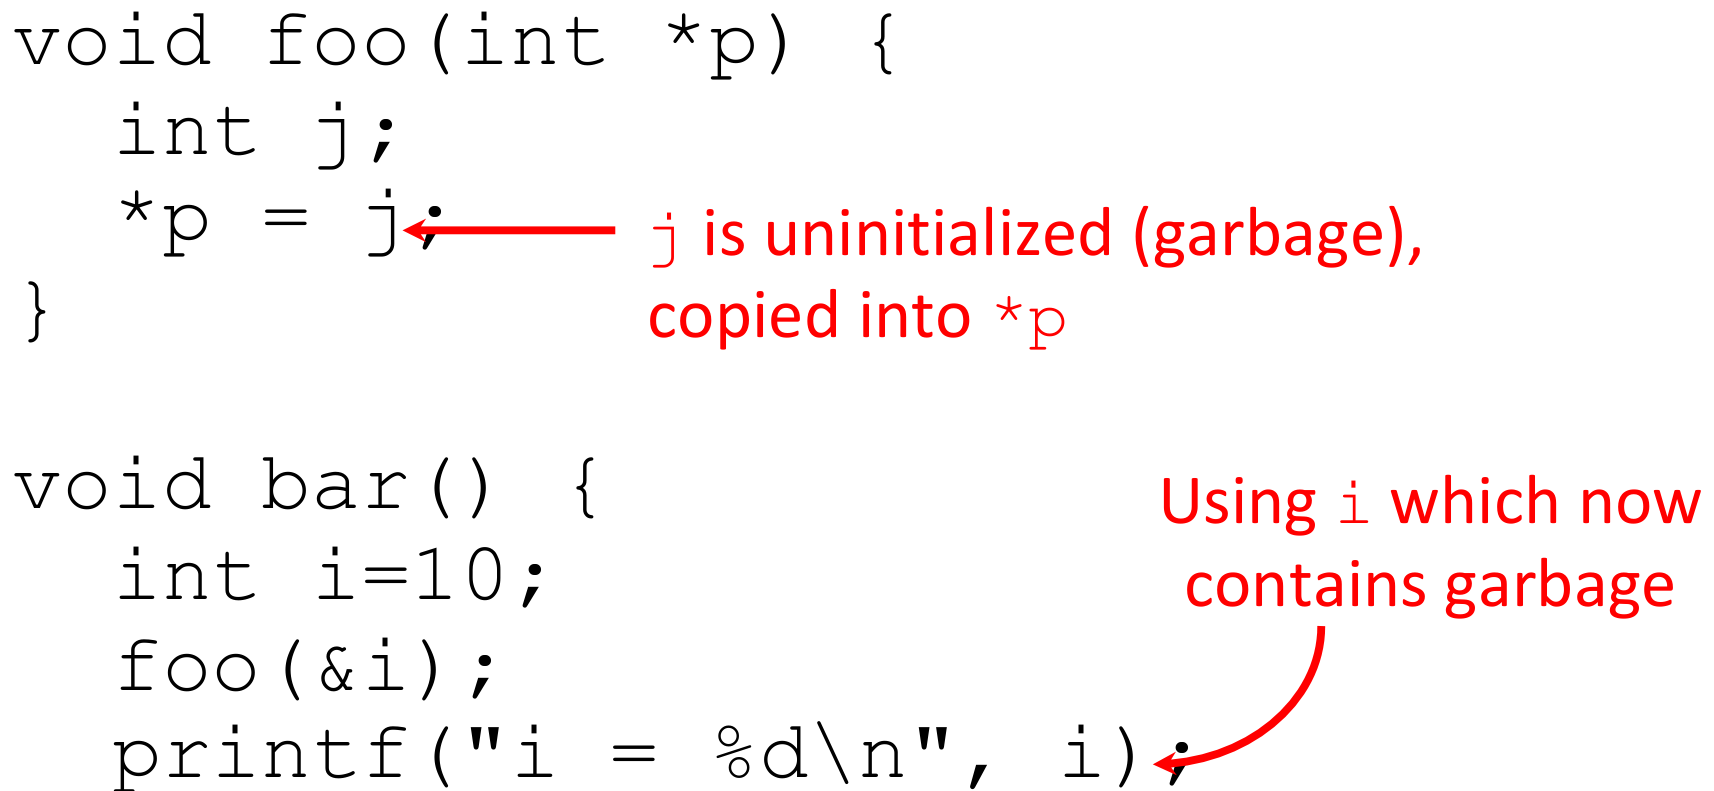 void foo(int *p) {
int j;
*p = j;
j is uninitialized (garbage),
copied into *p
}
void bar() {
Using i which now
contains garbage
int i=10;
foo(&i);
printf("i = %d\n", i);